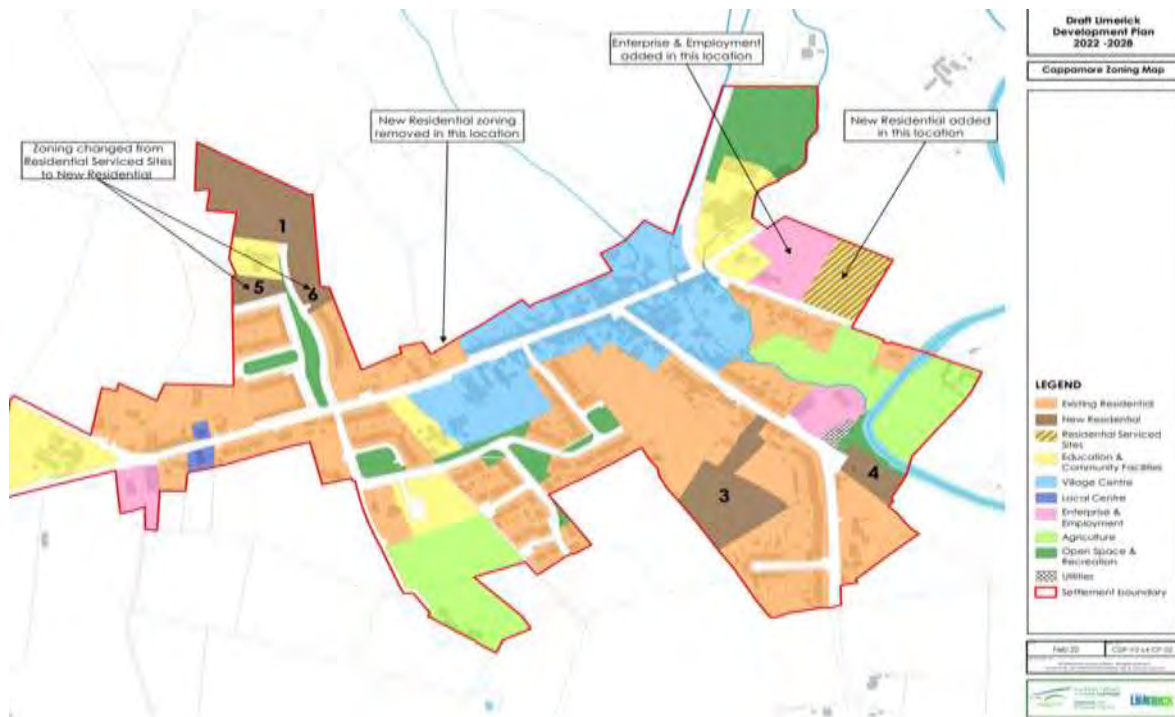 Draft Limerick
Development Plan
2022 -2028
Cappamore Zoning Map
Enterprise & Employment
added in this location
New Residential zoning
removed in this location
New Residential added
in this location
Zoning changed from
Residential Serviced Sites
to New Residential
1
5
6
3
4
LEGEND
Existing Residential
New Residential
Residential Serviced
Sites
Education &
Community Facilities
Village Centre
Local Centre
Enterprise &
Employment
Agriculture
Open Space &
Recreation
Utilities
Settlement boundary